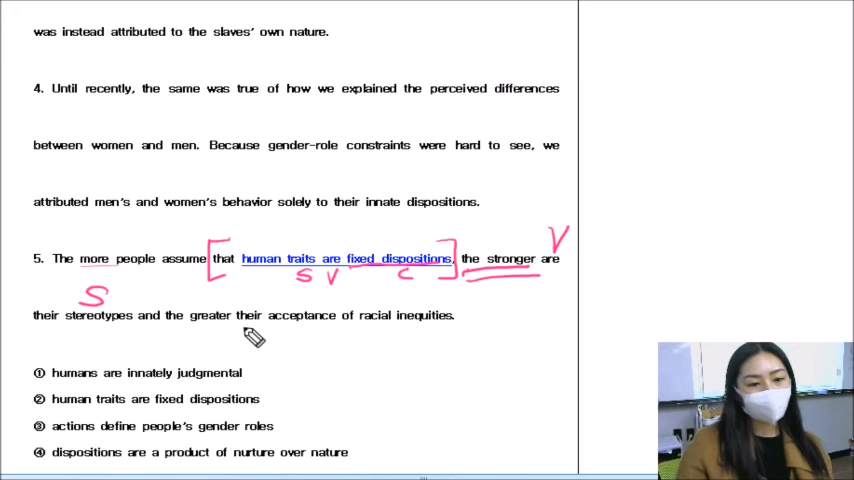 was instead attributed to the slaves' own nature.
4. Until recently, the same was true of how we explained the perceived differences
between women and men. Because gender-role constraints were hard to see, we
attributed men's and women's behavior solely to their innate dispositions.
V
5. The more people assume that human traits are fixed dispositions, the stronger are
S V C
S
their stereotypes and the greater their acceptance of racial inequities.
① humans are innately judgmental
② human traits are fixed dispositions
③ actions define people's gender roles
④ dispositions are a product of nurture over nature